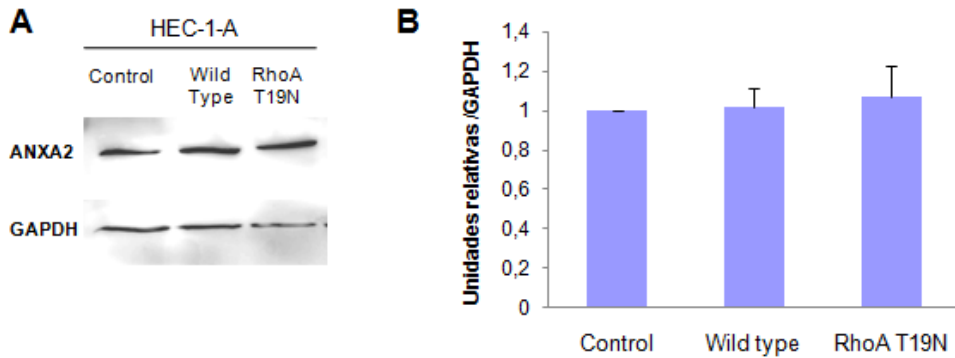 A
HEC-1-A
Control
Wild
Type
RhoA
T19N
ANXA2
GAPDH
B
Unidades relativas /GAPDH
1,4
1,2
1
0,8
0,6
0,4
0,2
0
Control
Wild type
RhoA T19N